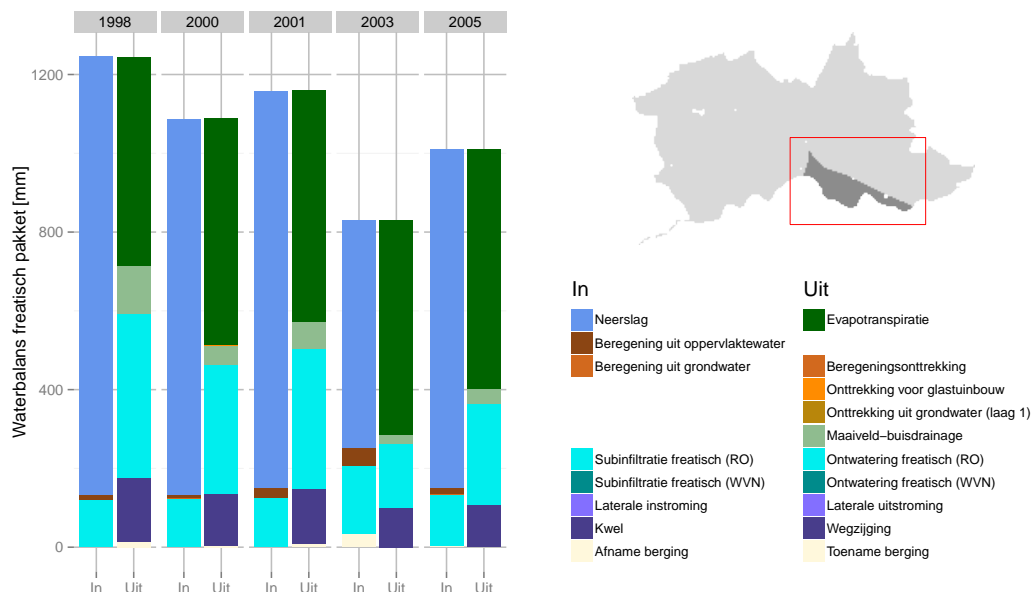 1998 2000 2001 2003 2005
Waterbalans freatisch pakket [mm]
1200
800
400
0
In Uit In Uit In Uit In Uit In Uit
In
Neerslag
Beregening uit oppervlaktewater
Beregening uit grondwater
Subinfiltratie freatisch (RO)
Subinfiltratie freatisch (WVN)
Laterale instroming
Kwel
Afname berging
Uit
Evapotranspiratie
Beregeningsonttrekking
Onttrekking voor glastuinbouw
Onttrekking uit grondwater (laag 1)
Maaiveld−buisdrainage
Ontwatering freatisch (RO)
Ontwatering freatisch (WVN)
Laterale uitstroming
Wegzijging
Toename berging